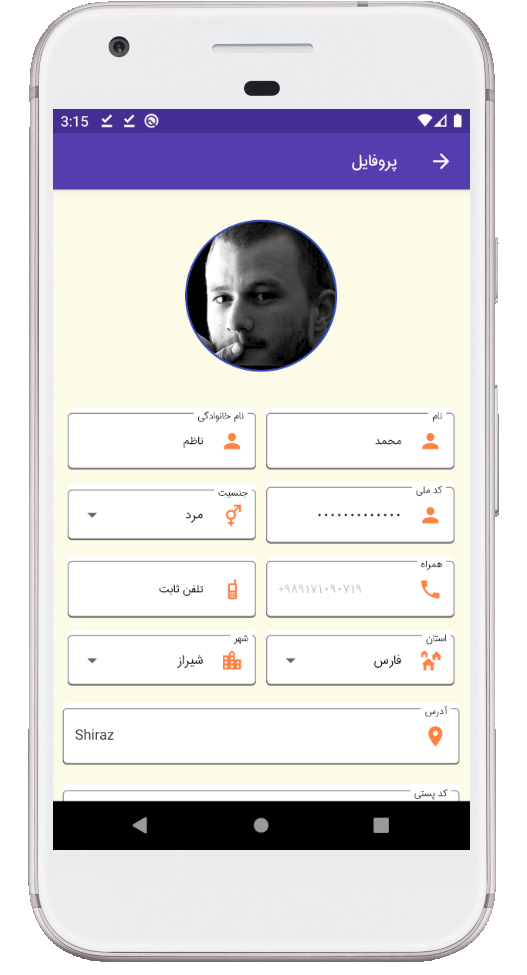 3:15
پروفایل
نام
محمد
نام خانوادگی
ناظم
کد ملی
•••••••••••••
جنسیت
مرد
همراه
+۹۸۹۱۷۱۰۹۰۷۱۹
تلفن ثابت
استان
فارس
شهر
شیراز
آدرس
Shiraz
کد پستی